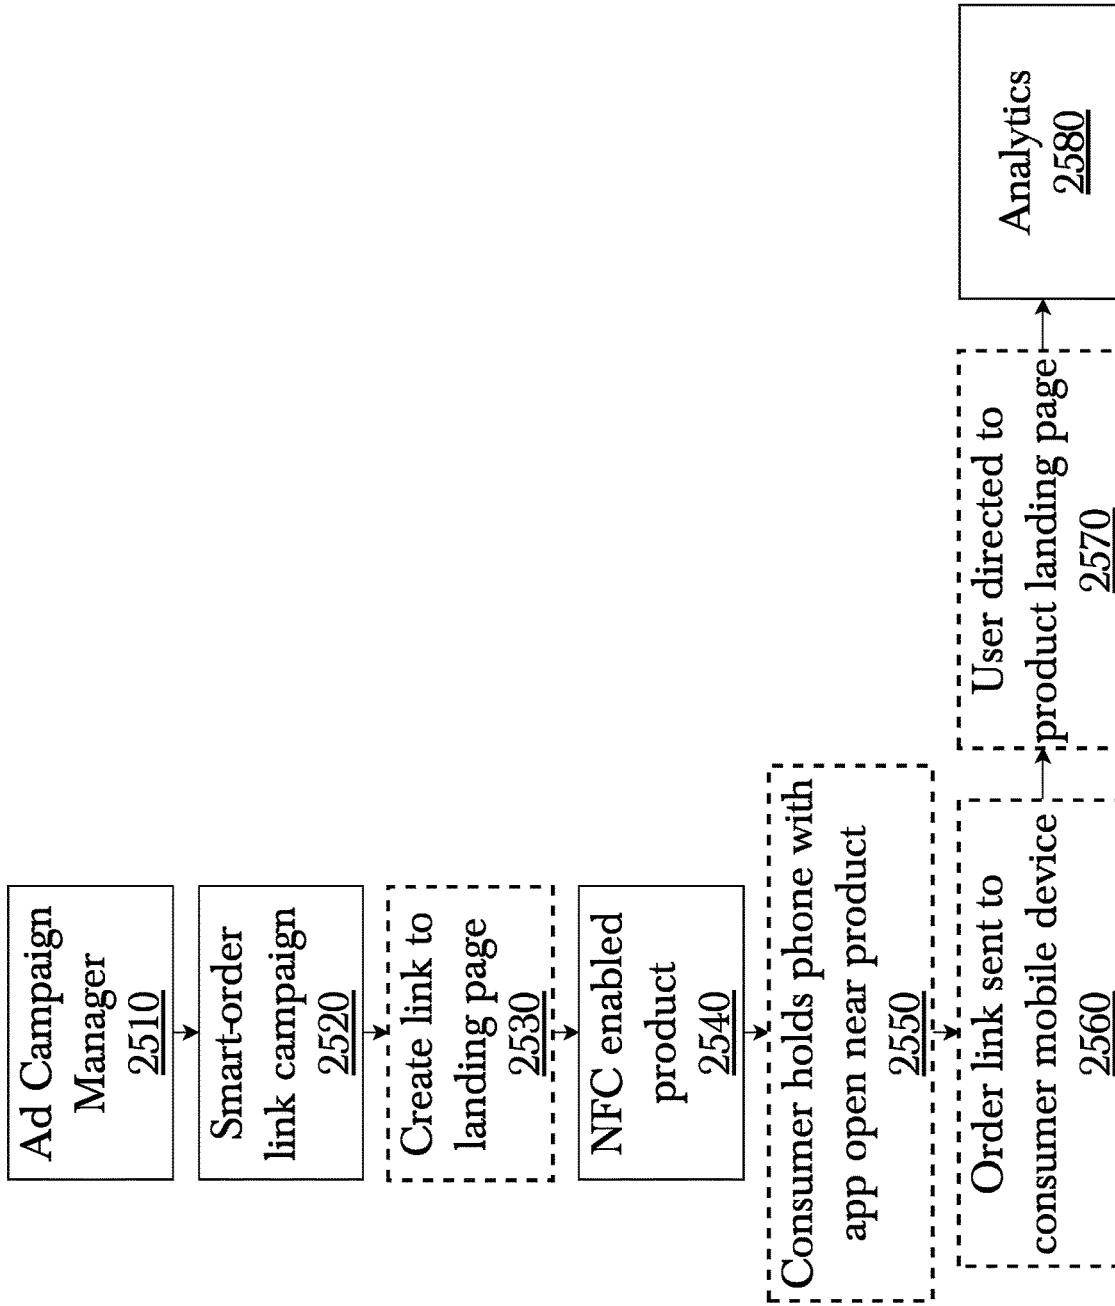 Ad Campaign
Manager
2510
Smart-order
link campaign
2520
Create link to
landing page
2530
NFC enabled
product
2540
Consumer holds phone with
app open near product
2550
Order link sent to
consumer mobile device
2560
User directed to
product landing page
2570
Analytics
2580